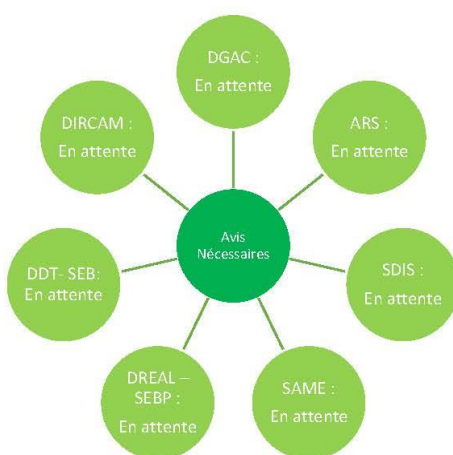 DGAC :
En attente
ARS :
En attente
SDIS :
En attente
SAME :
En attente
DREAL –
SEBP :
En attente
DDT- SEB:
En attente
DIRCAM :
En attente
Avis
Nécessaires